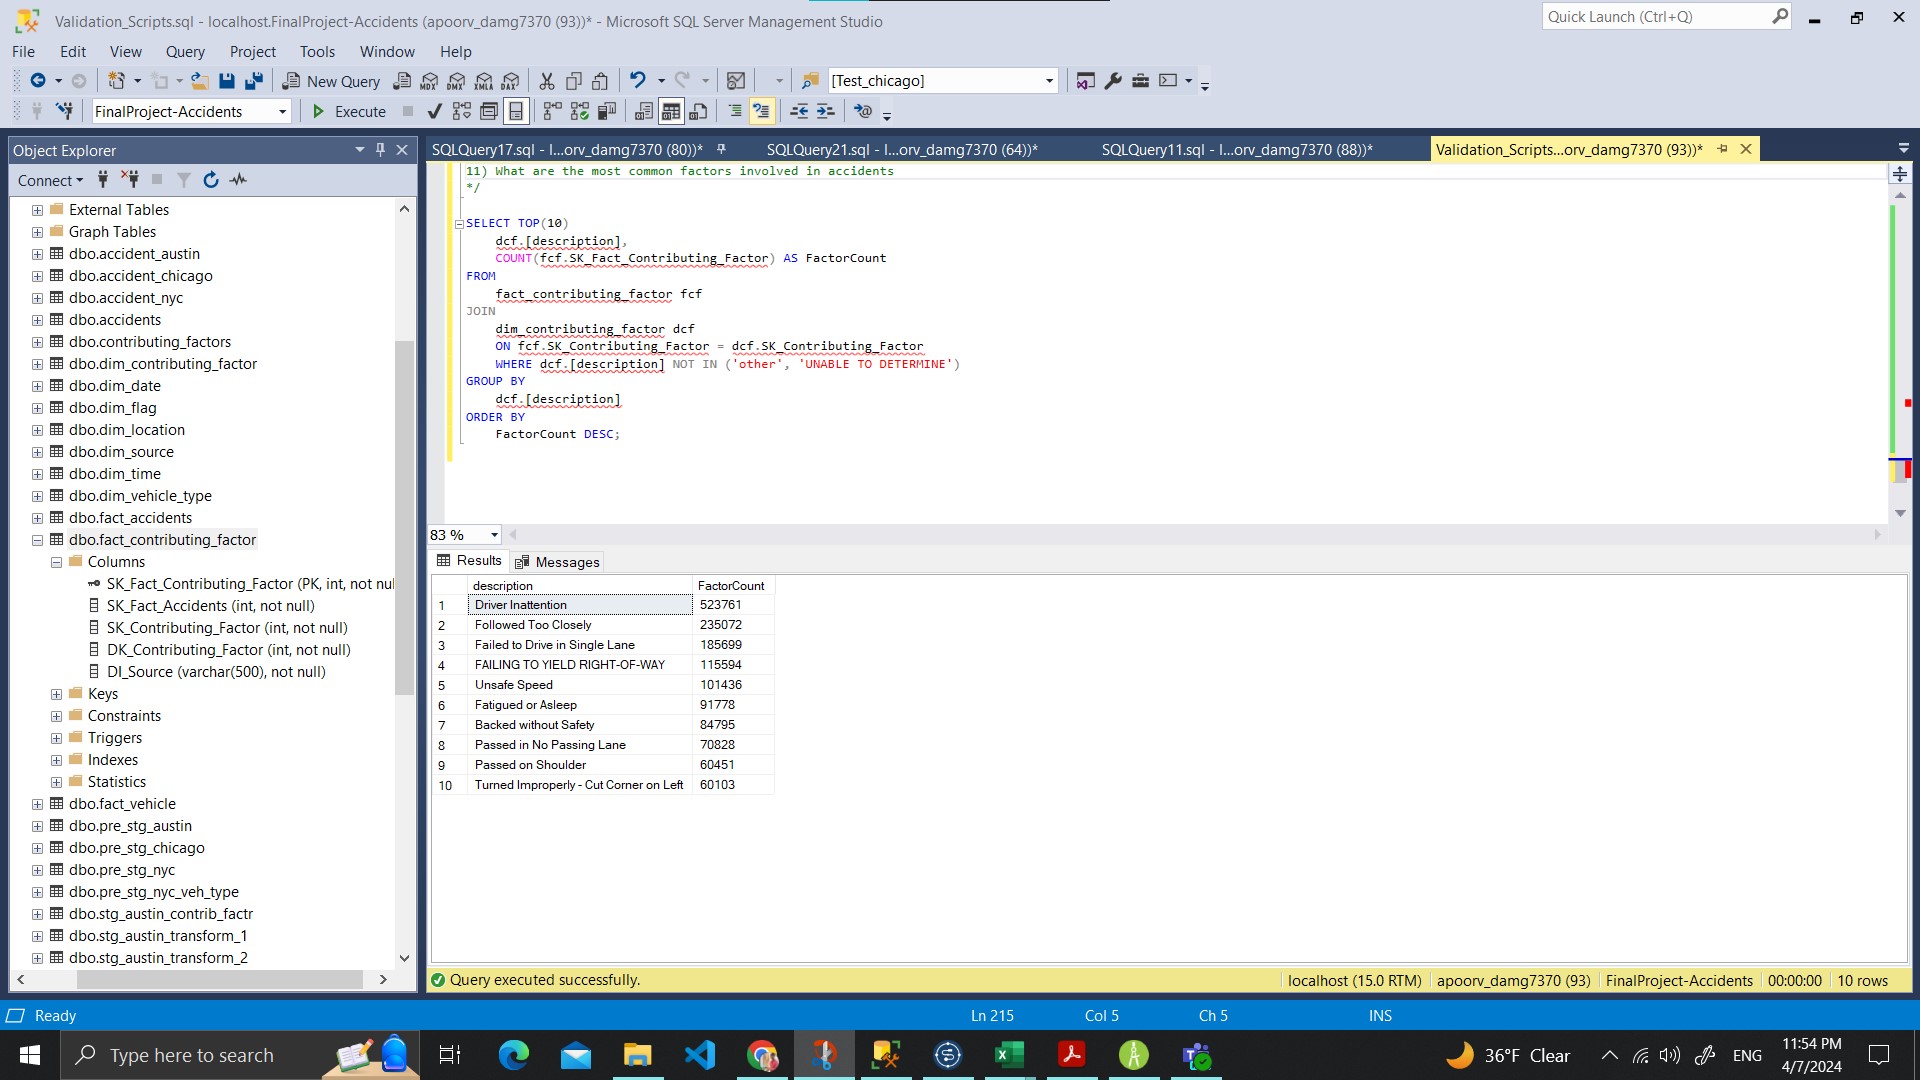 Validation_Scripts.sql - localhost.FinalProject-Accidents (apoorv_damg7370 (93))* - Microsoft SQL Server Management Studio
Quick Launch (Ctrl+Q)
File Edit View Query Project Tools Window Help
New Query
MDX DMX XMLA DAX
[Test_chicago]
FinalProject-Accidents
Execute
Object Explorer
Connect
External Tables
Graph Tables
dbo.accident_austin
dbo.accident_chicago
dbo.accident_nyc
dbo.accidents
dbo.contributing_factors
dbo.dim_contributing_factor
dbo.dim_date
dbo.dim_flag
dbo.dim_location
dbo.dim_source
dbo.dim_time
dbo.dim_vehicle_type
dbo.fact_accidents
dbo.fact_contributing_factor
Columns
SK_Fact_Contributing_Factor (PK, int, not nul
SK_Fact_Accidents (int, not null)
SK_Contributing_Factor (int, not null)
DK_Contributing_Factor (int, not null)
DI_Source (varchar(500), not null)
Keys
Constraints
Triggers
Indexes
Statistics
dbo.fact_vehicle
dbo.pre_stg_austin
dbo.pre_stg_chicago
dbo.pre_stg_nyc
dbo.pre_stg_nyc_veh_type
dbo.stg_austin_contrib_factr
dbo.stg_austin_transform_1
dbo.stg_austin_transform_2
SQLQuery17.sql - l...orv_damg7370 (80))* SQLQuery21.sql - l...orv_damg7370 (64))* SQLQuery11.sql - l...orv_damg7370 (88))* Validation_Scripts...orv_damg7370 (93))*
11) What are the most common factors involved in accidents
*/
SELECT TOP(10)
dcf.[description],
COUNT(fcf.SK_Fact_Contributing_Factor) AS FactorCount
FROM
fact_contributing_factor fcf
JOIN
dim_contributing_factor dcf
ON fcf.SK_Contributing_Factor = dcf.SK_Contributing_Factor
WHERE dcf.[description] NOT IN ('other', 'UNABLE TO DETERMINE')
GROUP BY
dcf.[description]
ORDER BY
FactorCount DESC;
83 %
Results Messages
description FactorCount
1 Driver Inattention 523761
2 Followed Too Closely 235072
3 Failed to Drive in Single Lane 185699
4 FAILING TO YIELD RIGHT-OF-WAY 115594
5 Unsafe Speed 101436
6 Fatigued or Asleep 91778
7 Backed without Safety 84795
8 Passed in No Passing Lane 70828
9 Passed on Shoulder 60451
10 Turned Improperly - Cut Corner on Left 60103
Query executed successfully. localhost (15.0 RTM) apoorv_damg7370 (93) FinalProject-Accidents 00:00:00 10 rows
Ready Ln 215 Col 5 Ch 5 INS
Type here to search
36°F Clear
ENG
11:54 PM
4/7/2024